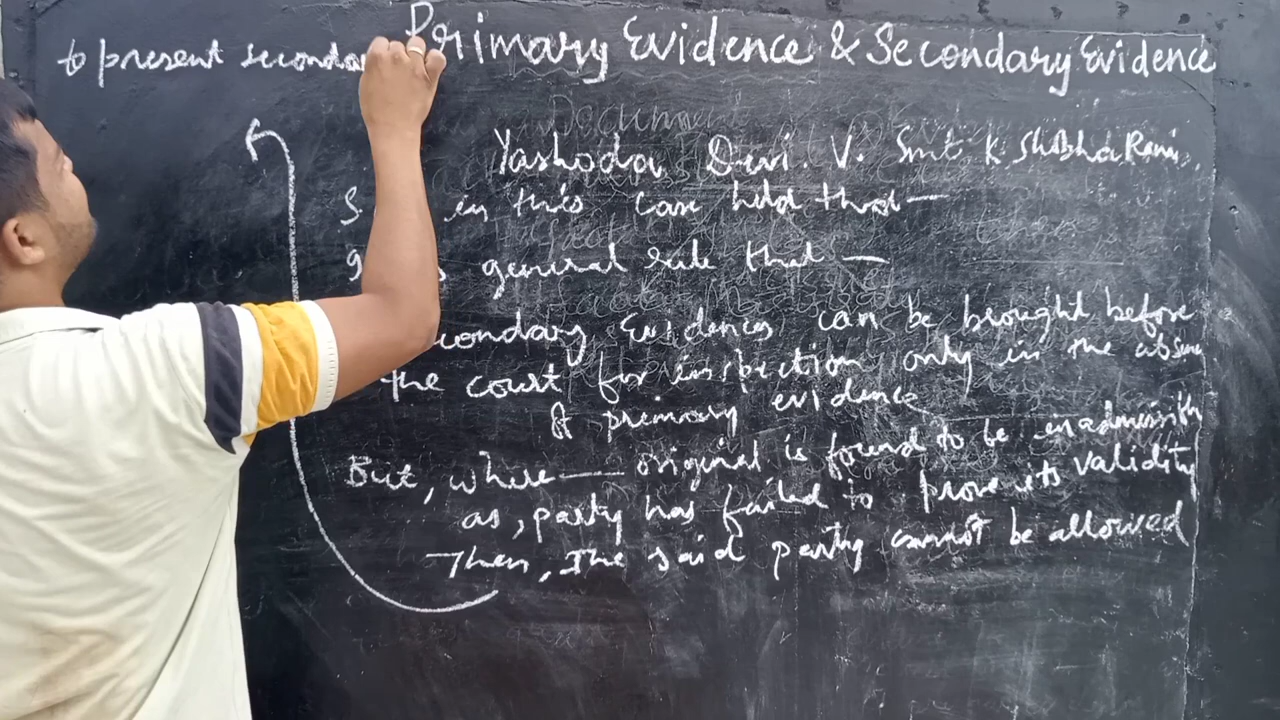 Primary Evidence & Secondary Evidence
to present seconda
Yashoda Devi. V. Smt. K. Shobha Rani,
S in this case held that —
general rule that —
condary Evidences can be brought before
the court for inspection only in the absence
of primary evidence
But, where — original is found to be inadmissible
as, party has failed to prove its validity
Then, the said party cannot be allowed